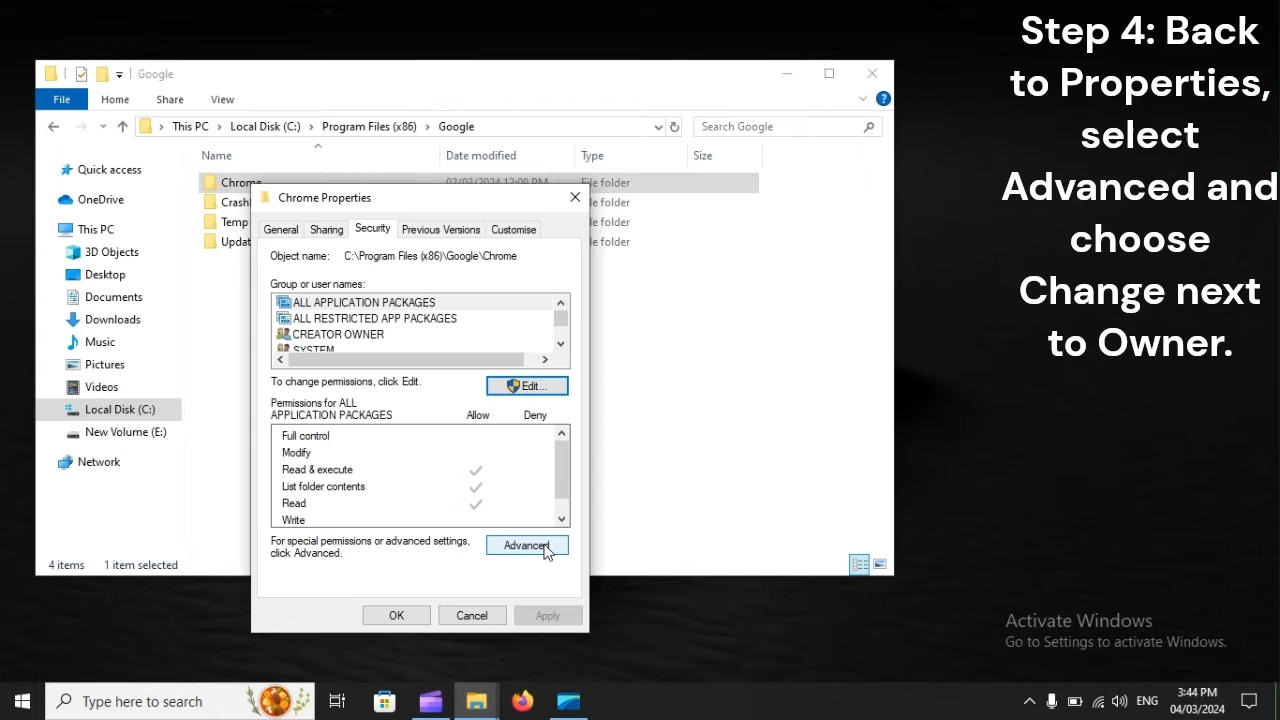 Step 4: Back
to Properties,
select
Advanced and
choose
Change next
to Owner.
Google
File
Home
Share
View
This PC
Local Disk (C:)
Program Files (x86)
Google
Search Google
Name
Date modified
Type
Size
Quick access
OneDrive
This PC
3D Objects
Desktop
Documents
Downloads
Music
Pictures
Videos
Local Disk (C:)
New Volume (E:)
Network
Chrome
02/03/2024 12:09 PM
File folder
Temp
4 items
1 item selected
Chrome Properties
General
Sharing
Security
Previous Versions
Customise
Object name:
C:\Program Files (x86)\Google\Chrome
Group or user names:
ALL APPLICATION PACKAGES
ALL RESTRICTED APP PACKAGES
CREATOR OWNER
SYSTEM
To change permissions, click Edit.
Edit...
Permissions for ALL
APPLICATION PACKAGES
Allow
Deny
Full control
Modify
Read & execute
List folder contents
Read
Write
For special permissions or advanced settings,
click Advanced.
Advanced
OK
Cancel
Apply
Activate Windows
Go to Settings to activate Windows.
Type here to search
ENG
3:44 PM
04/03/2024